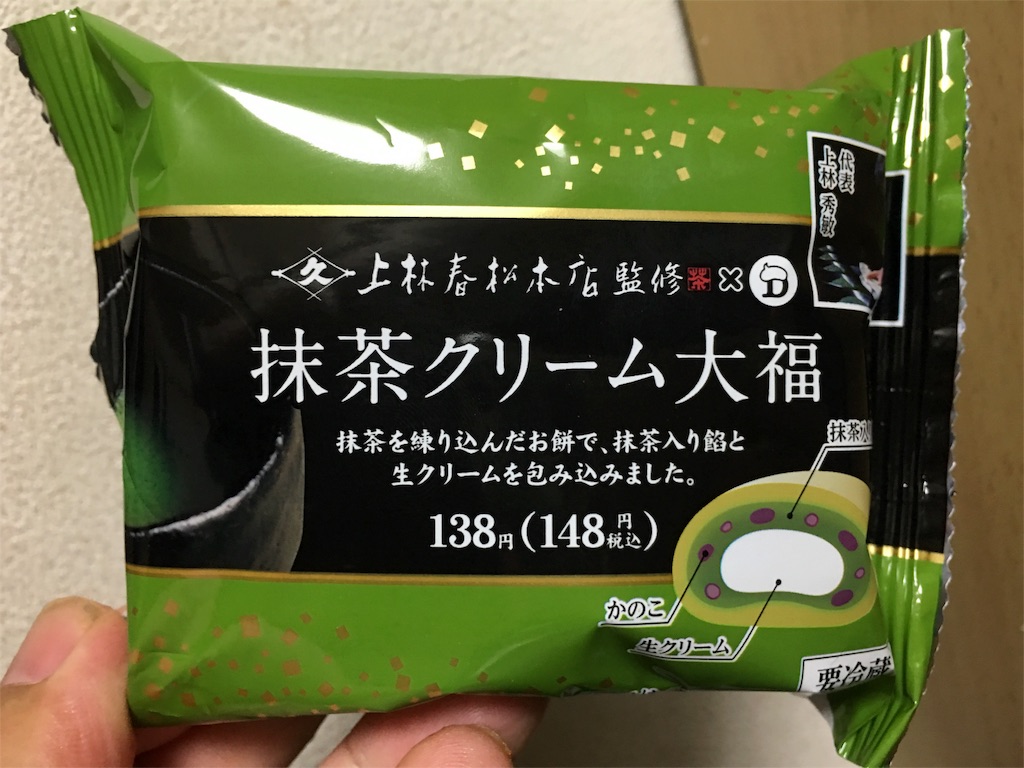 代表
上林 秀敏
久 上林春松本店監修 茶 ×
抹茶クリーム大福
抹茶を練り込んだお餅で、抹茶入り餡と
生クリームを包み込みました。
138円(148円税込)
抹茶入
かのこ
生クリーム
要冷蔵